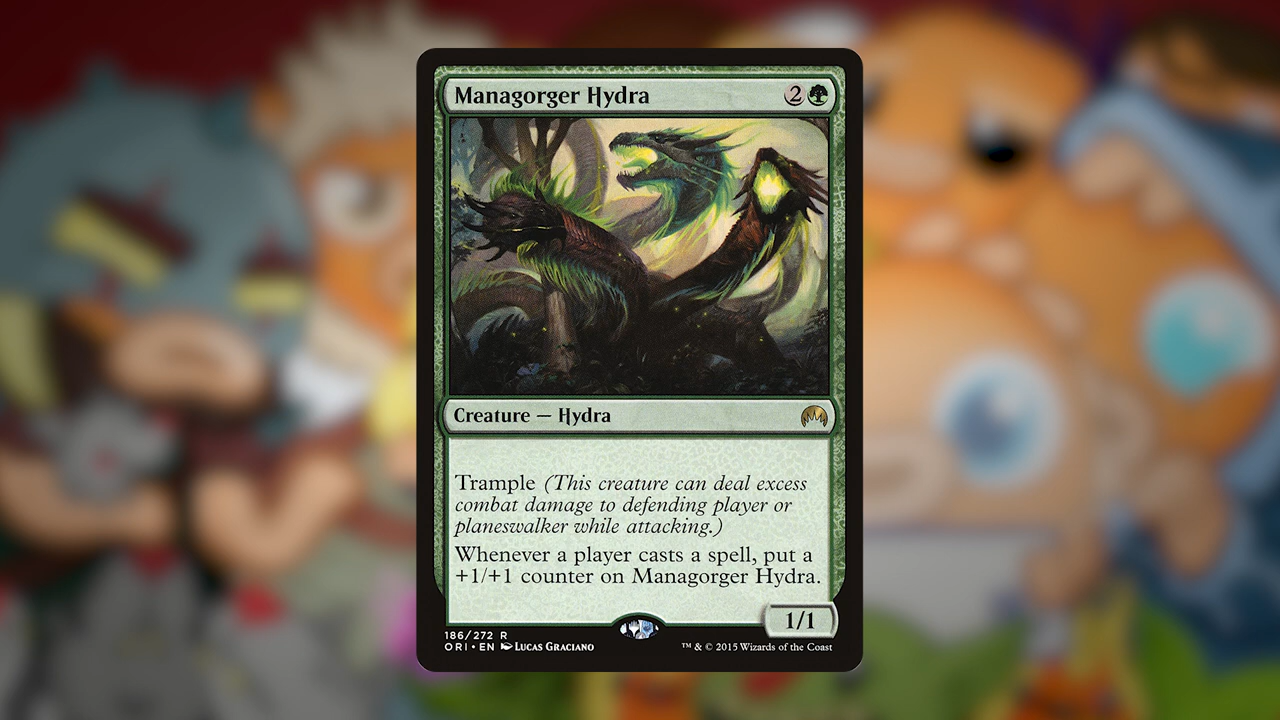 Managorger Hydra 2
Creature — Hydra
Trample (This creature can deal excess
combat damage to defending player or
planeswalker while attacking.)
Whenever a player casts a spell, put a
+1/+1 counter on Managorger Hydra.
1/1
186/272 R
ORI • EN LUCAS GRACIANO
™ & © 2015 Wizards of the Coast